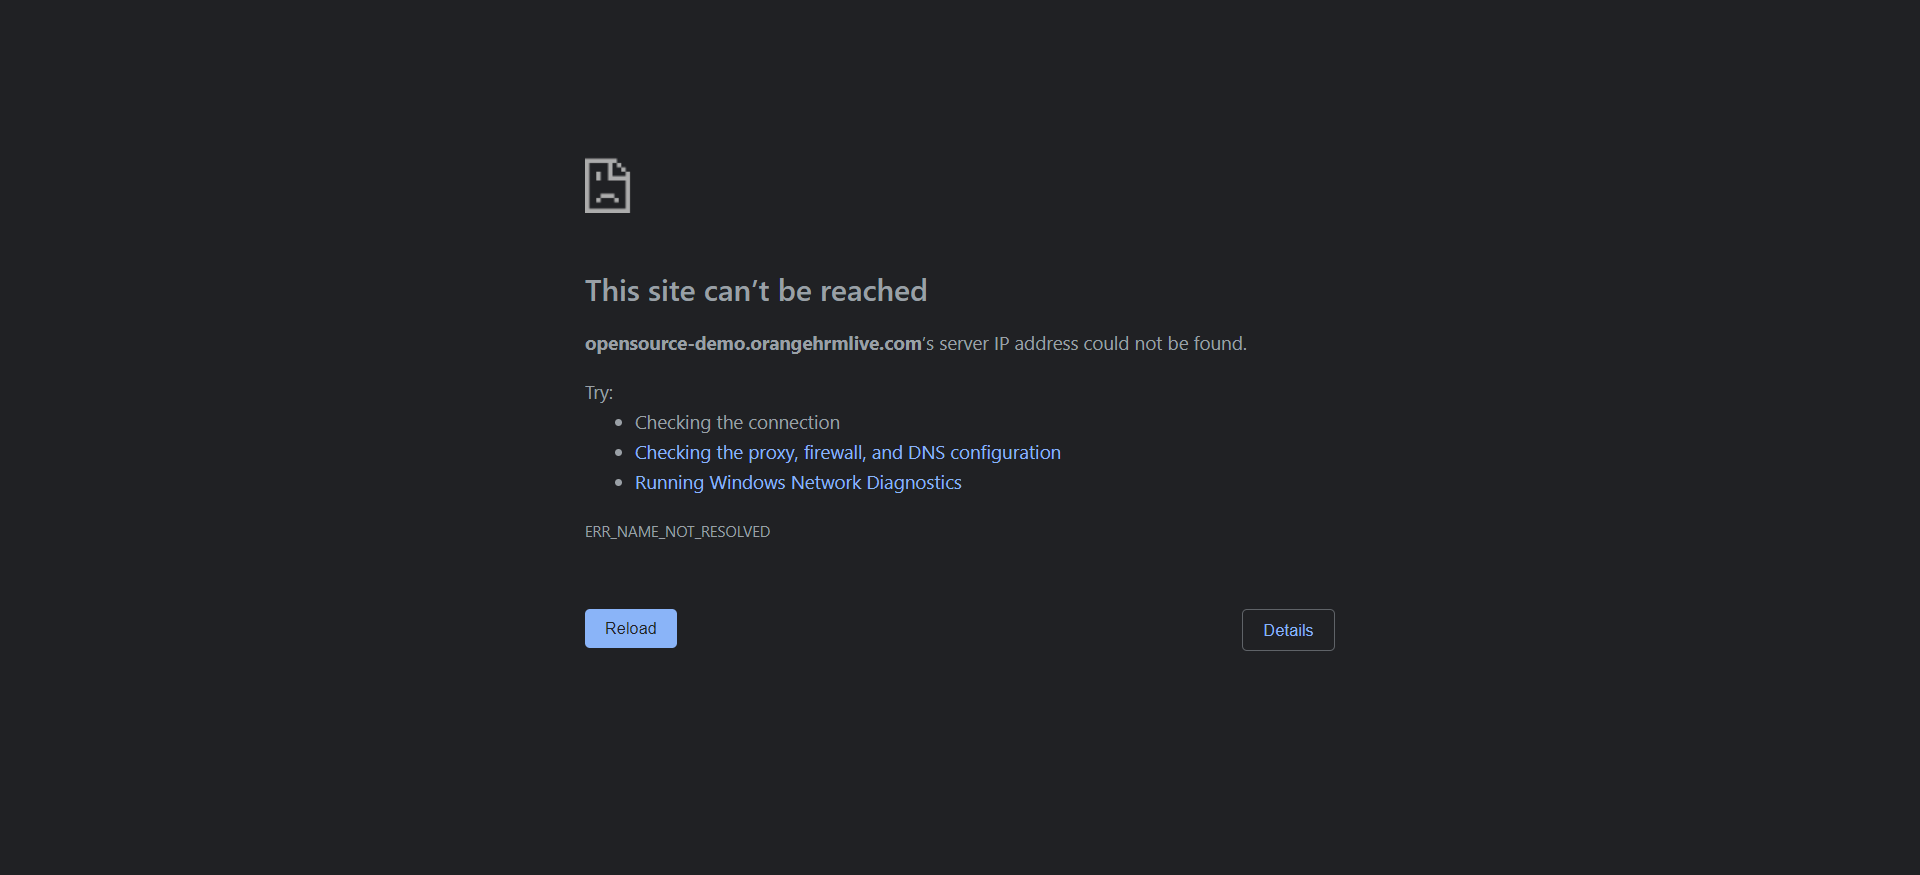 This site can’t be reached
opensource-demo.orangehrmlive.com’s server IP address could not be found.
Try:
• Checking the connection
• Checking the proxy, firewall, and DNS configuration
• Running Windows Network Diagnostics
ERR_NAME_NOT_RESOLVED
Reload Details